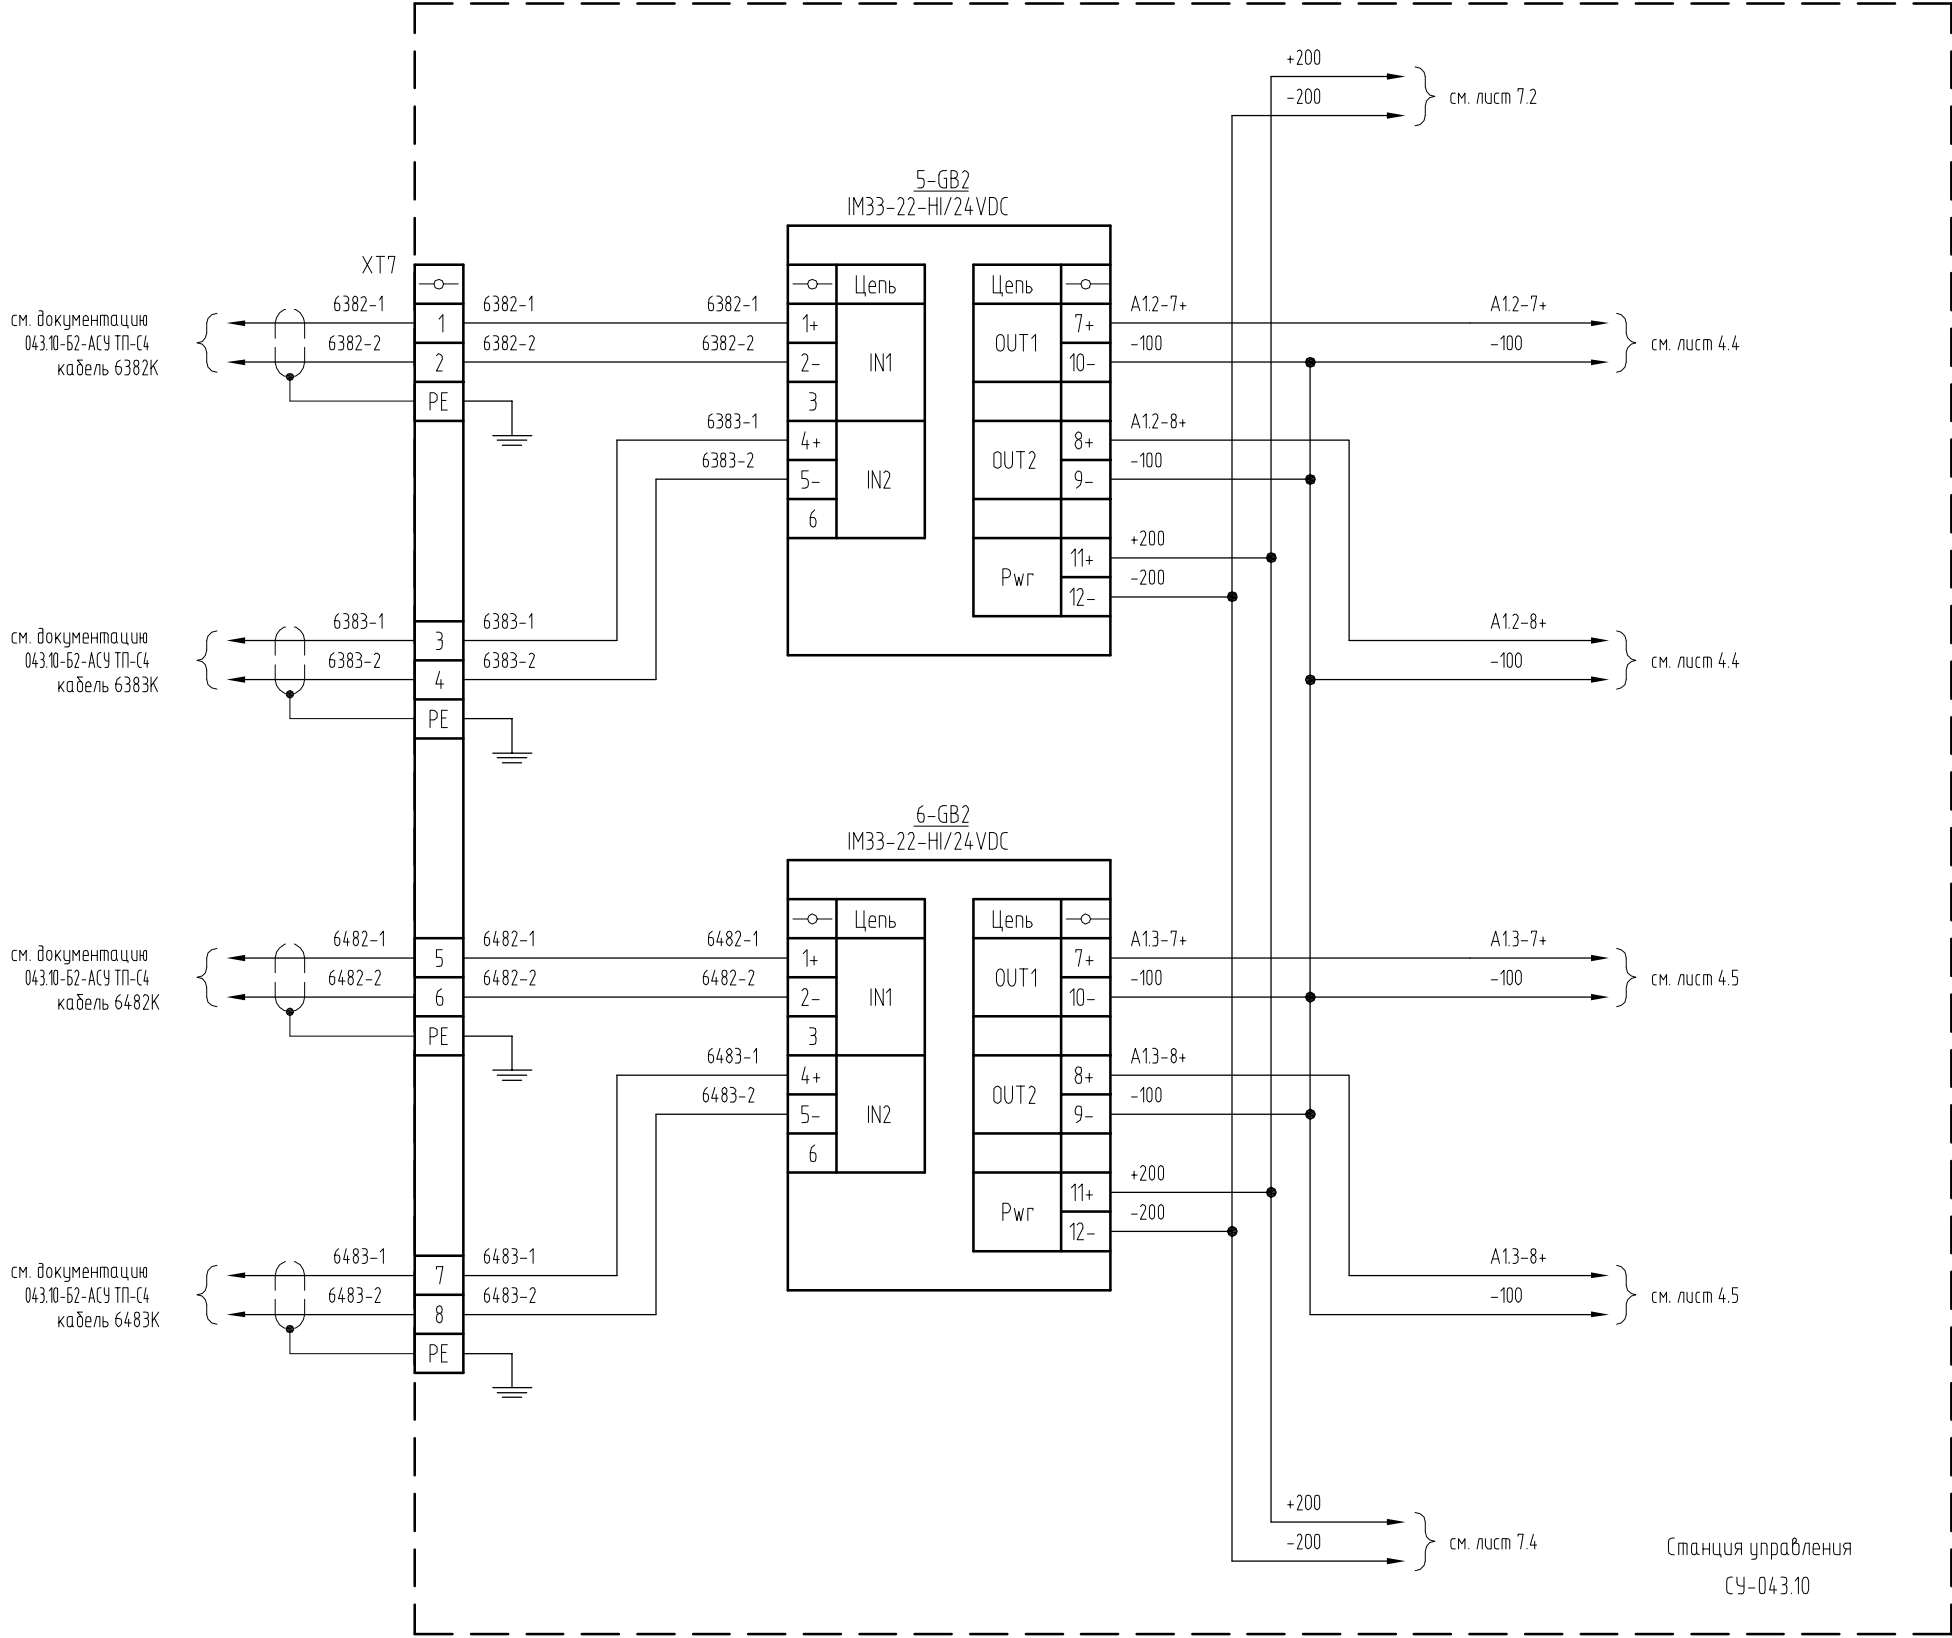 +200
-200
см. лист 7.2
5-GB2
IM33-22-HI/24VDC
XT7
Цепь
Цепь
см. документацию
043.10-Б2-АСУ ТП-С4
кабель 6382К
6382-1
6382-2
1
2
PE
6382-1
6382-2
6382-1
6382-2
1+
2-
3
IN1
OUT1
7+
10-
A1.2-7+
-100
A1.2-7+
-100
см. лист 4.4
6383-1
6383-2
4+
5-
6
IN2
OUT2
8+
9-
A1.2-8+
-100
Pwr
11+
12-
+200
-200
см. документацию
043.10-Б2-АСУ ТП-С4
кабель 6383К
6383-1
6383-2
3
4
PE
6383-1
6383-2
A1.2-8+
-100
см. лист 4.4
6-GB2
IM33-22-HI/24VDC
Цепь
Цепь
см. документацию
043.10-Б2-АСУ ТП-С4
кабель 6482К
6482-1
6482-2
5
6
PE
6482-1
6482-2
6482-1
6482-2
1+
2-
3
IN1
OUT1
7+
10-
A1.3-7+
-100
A1.3-7+
-100
см. лист 4.5
6483-1
6483-2
4+
5-
6
IN2
OUT2
8+
9-
A1.3-8+
-100
Pwr
11+
12-
+200
-200
см. документацию
043.10-Б2-АСУ ТП-С4
кабель 6483К
6483-1
6483-2
7
8
PE
6483-1
6483-2
A1.3-8+
-100
см. лист 4.5
+200
-200
см. лист 7.4
Станция управления
СУ-043.10